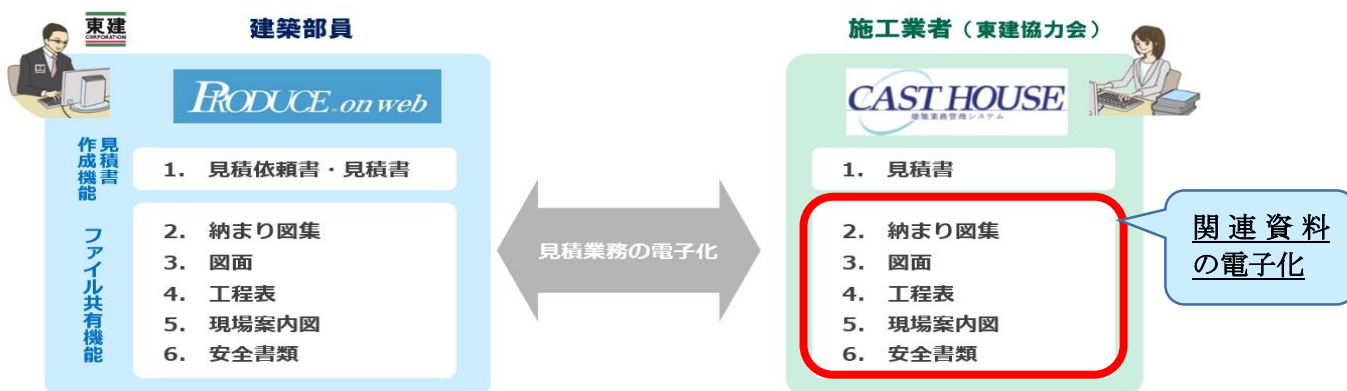 東建
CORPORATION
建築部員
PRODUCE.on web
見積書
作成機能
1. 見積依頼書・見積書
ファイル共有機能
2. 納まり図集
3. 図面
4. 工程表
5. 現場案内図
6. 安全書類
見積業務の電子化
施工業者（東建協力会）
CAST HOUSE
建築業務管理システム
1. 見積書
2. 納まり図集
3. 図面
4. 工程表
5. 現場案内図
6. 安全書類
関連資料
の電子化